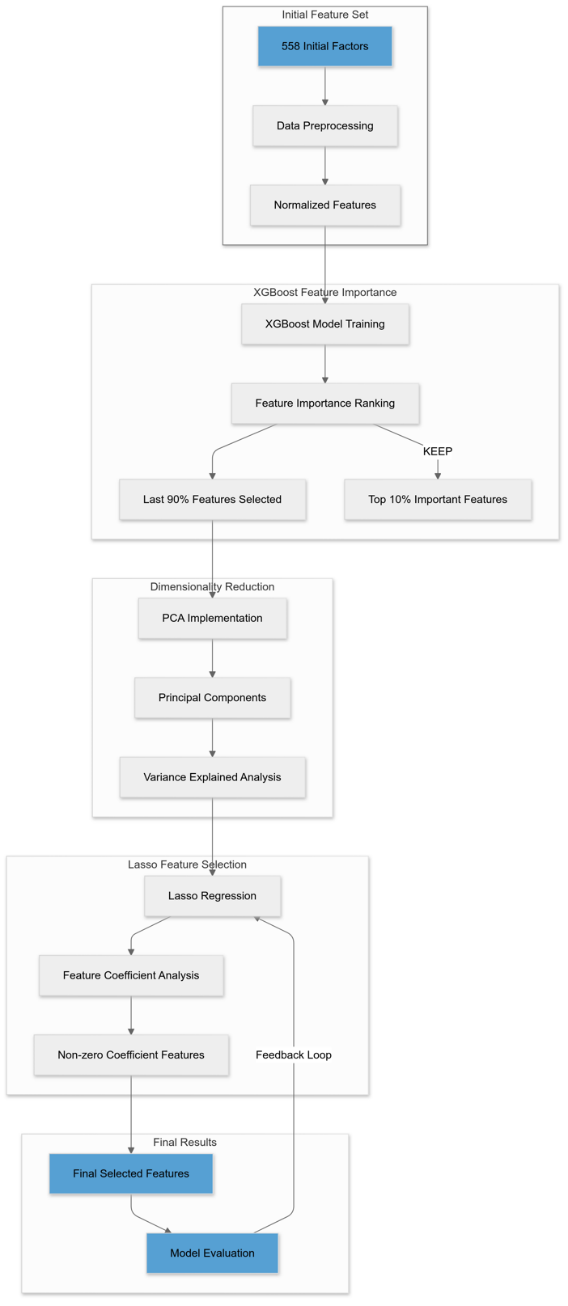 Initial Feature Set
558 Initial Factors
Data Preprocessing
Normalized Features
XGBoost Feature Importance
XGBoost Model Training
Feature Importance Ranking
KEEP
Last 90% Features Selected
Top 10% Important Features
Dimensionality Reduction
PCA Implementation
Principal Components
Variance Explained Analysis
Lasso Feature Selection
Lasso Regression
Feature Coefficient Analysis
Non-zero Coefficient Features
Feedback Loop
Final Results
Final Selected Features
Model Evaluation